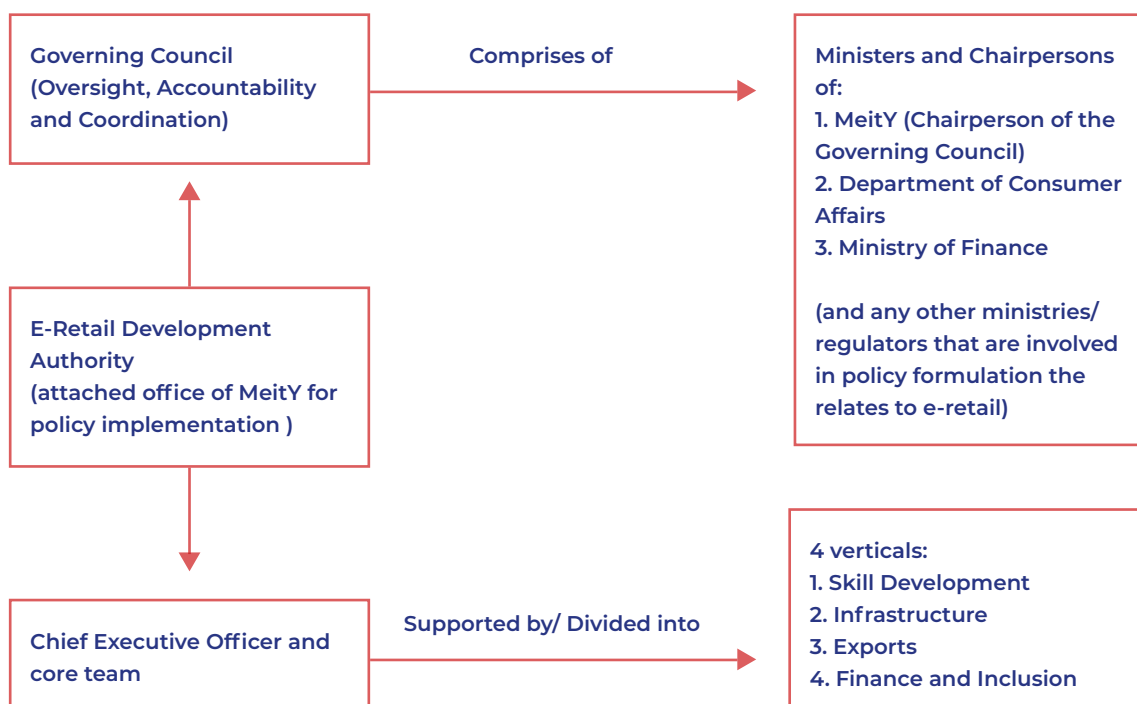 Governing Council
(Oversight, Accountability
and Coordination)
Comprises of
Ministers and Chairpersons
of:
1. MeitY (Chairperson of the
Governing Council)
2. Department of Consumer
Affairs
3. Ministry of Finance
(and any other ministries/
regulators that are involved
in policy formulation the
relates to e-retail)
E-Retail Development
Authority
(attached office of MeitY for
policy implementation )
Chief Executive Officer and
core team
Supported by/ Divided into
4 verticals:
1. Skill Development
2. Infrastructure
3. Exports
4. Finance and Inclusion